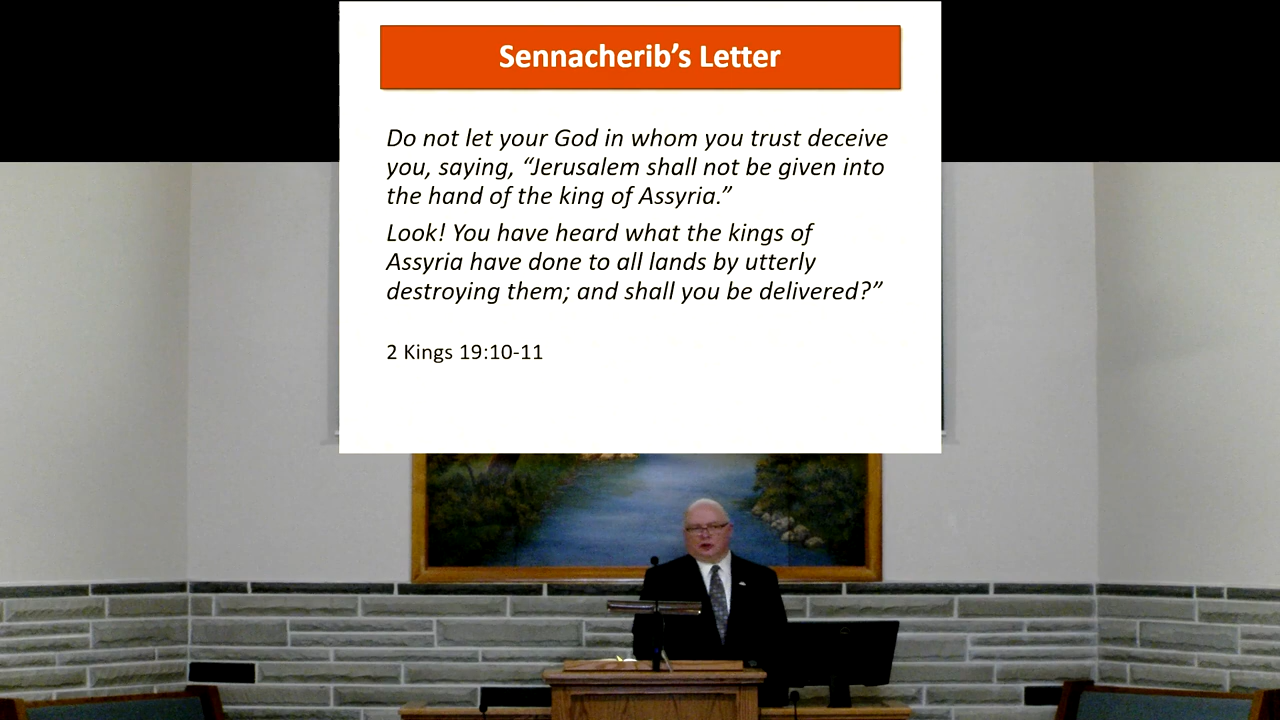 Sennacherib’s Letter
Do not let your God in whom you trust deceive
you, saying, “Jerusalem shall not be given into
the hand of the king of Assyria.”
Look! You have heard what the kings of
Assyria have done to all lands by utterly
destroying them; and shall you be delivered?”
2 Kings 19:10-11